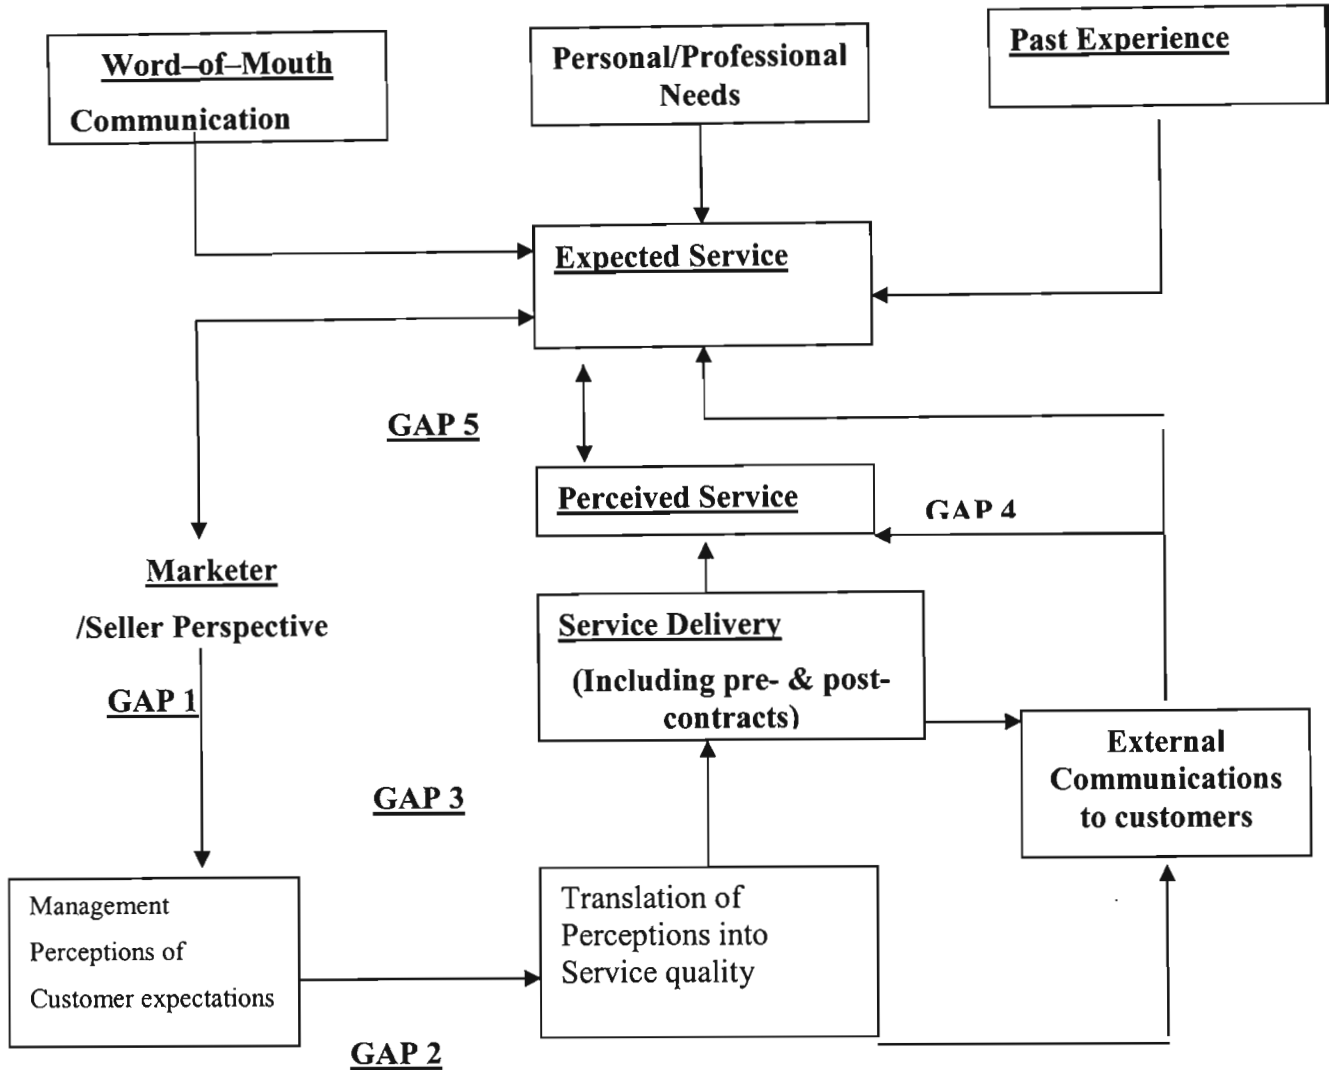 Word–of–Mouth
Communication
Personal/Professional
Needs
Past Experience
Expected Service
GAP 5
Perceived Service
GAP 4
Marketer
/Seller Perspective
GAP 1
Service Delivery
(Including pre- & post-
contracts)
External
Communications
to customers
GAP 3
Management
Perceptions of
Customer expectations
Translation of
Perceptions into
Service quality
GAP 2